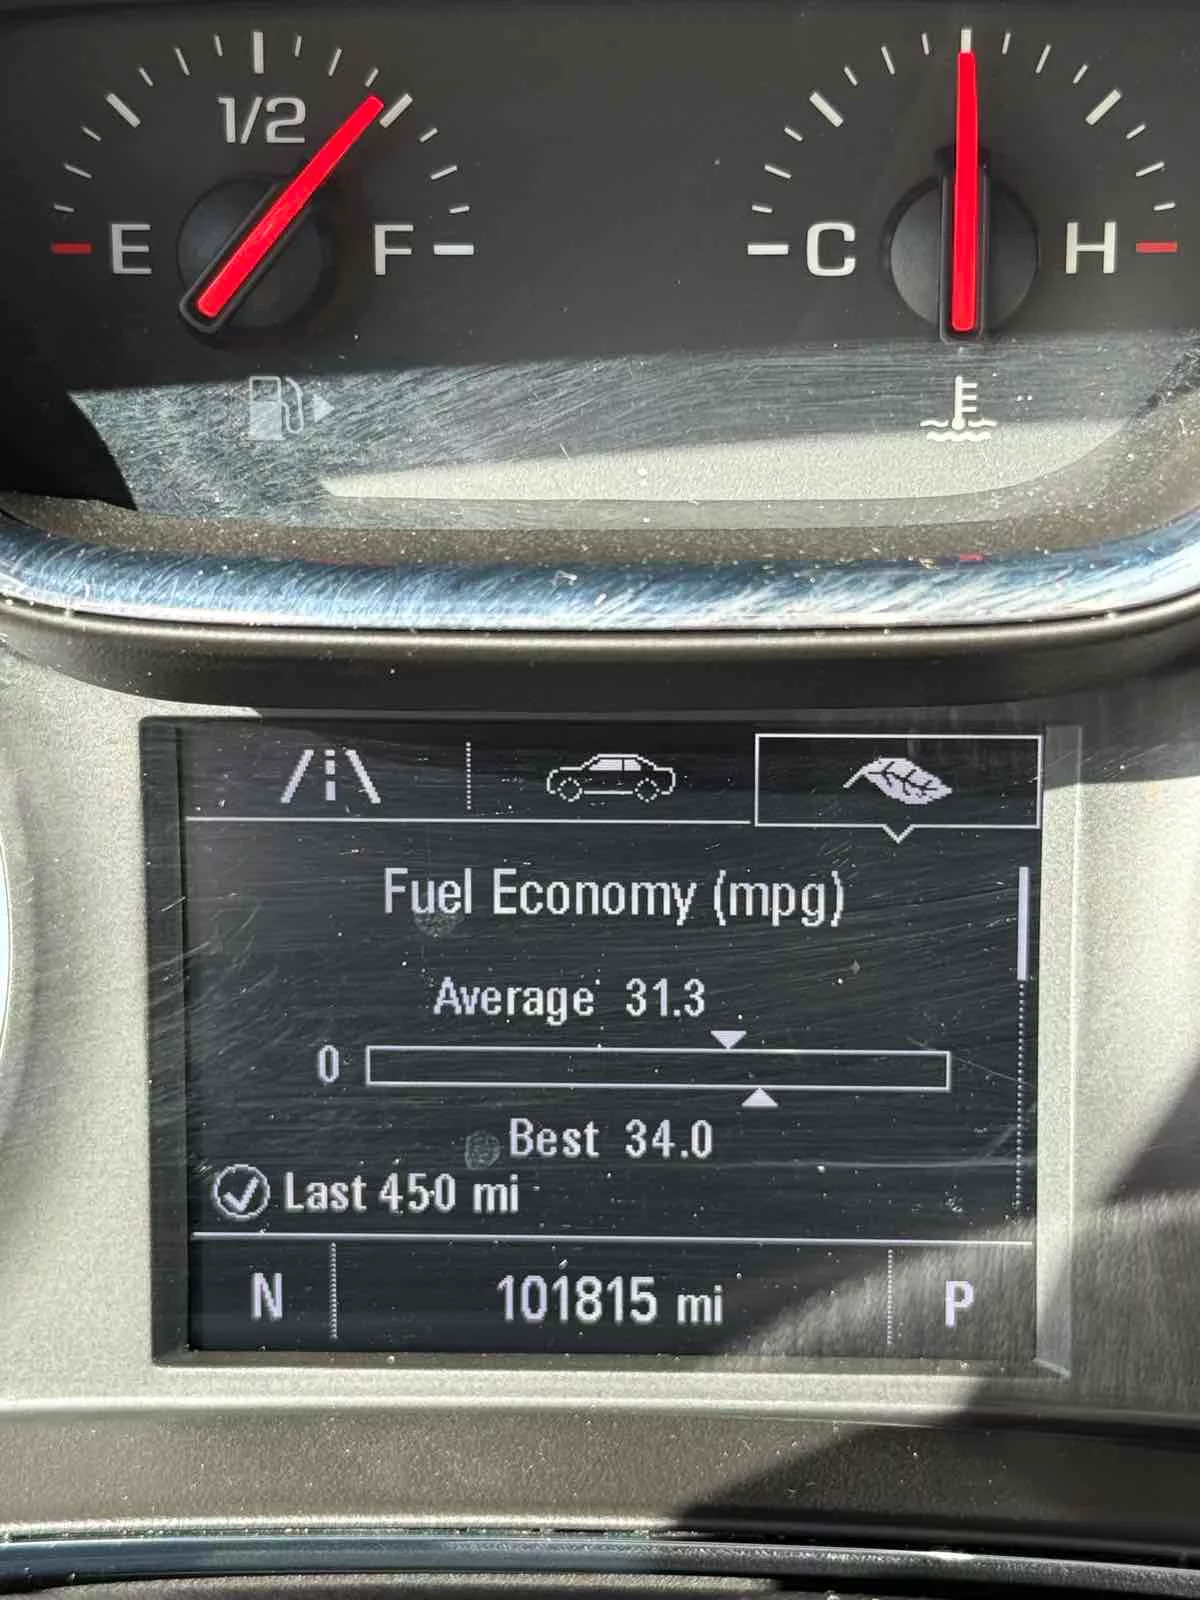 1/2
E F C H
Fuel Economy (mpg)
Average 31.3
0
Best 34.0
Last 450 mi
N 101815 mi P